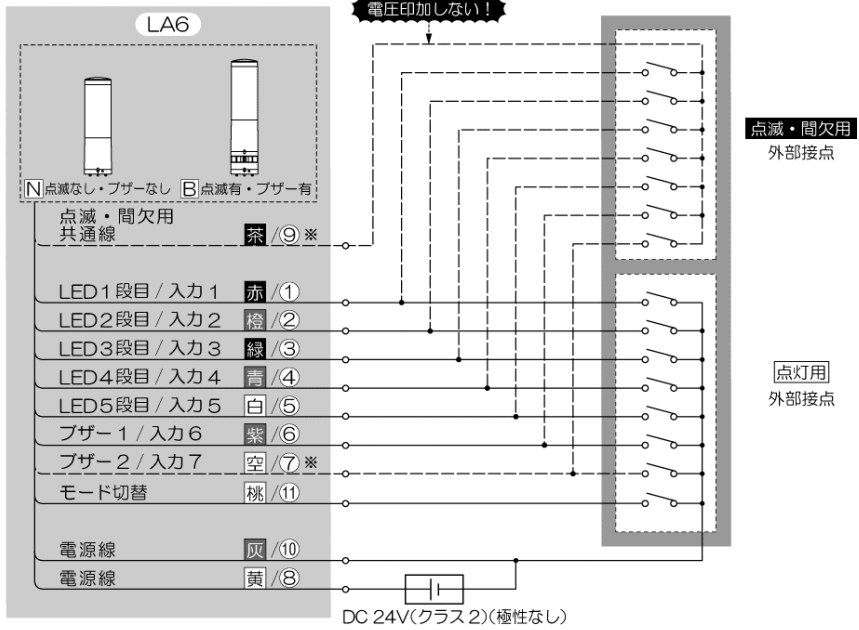 電圧印加しない！
LA6
N 点滅なし・ブザーなし B 点滅有・ブザー有
点滅・間欠用
共通線 茶 /⑨ ※
LED1段目 / 入力1 赤 /①
LED2段目 / 入力2 橙 /②
LED3段目 / 入力3 緑 /③
LED4段目 / 入力4 青 /④
LED5段目 / 入力5 白 /⑤
ブザー1 / 入力6 紫 /⑥
ブザー2 / 入力7 空 /⑦ ※
モード切替 桃 /⑪
電源線 灰 /⑩
電源線 黄 /⑧
DC 24V(クラス2)(極性なし)
点滅・間欠用
外部接点
点灯用
外部接点